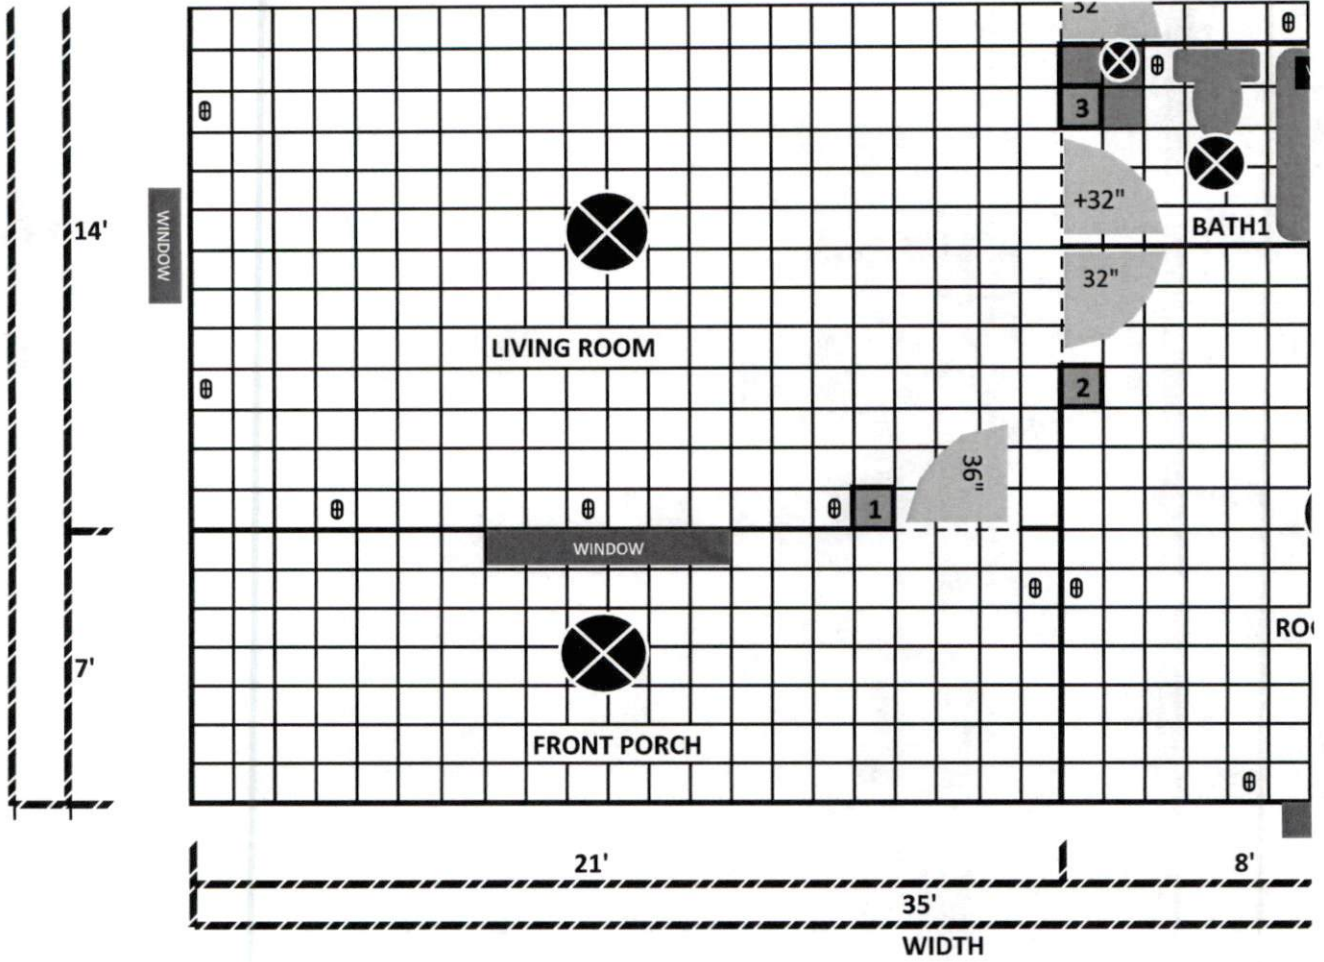 32
3
14'
WINDOW
+32"
BATH1
32"
LIVING ROOM
2
36"
1
WINDOW
7'
FRONT PORCH
21'
8'
35'
WIDTH